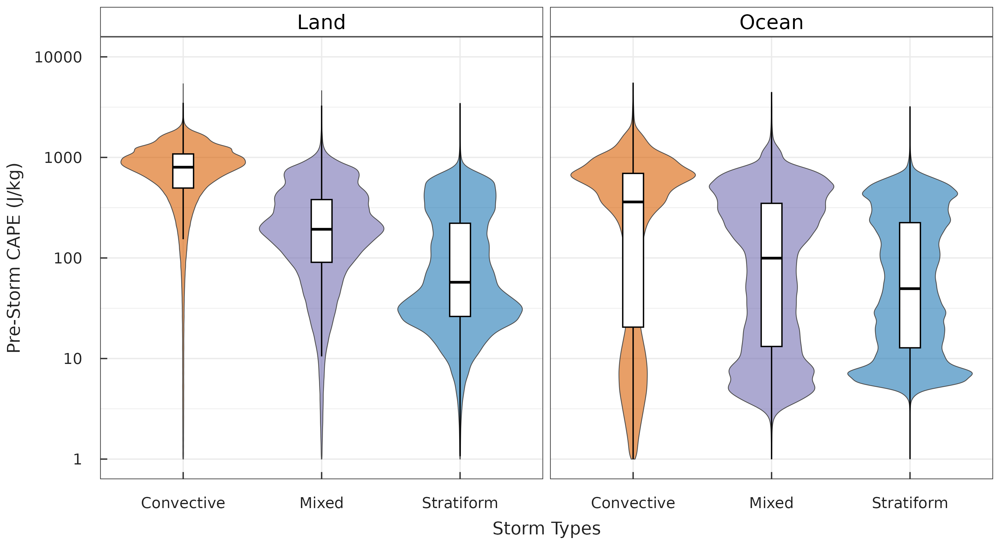 Land
Ocean
Pre-Storm CAPE (J/kg)
10000
1000
100
10
1
Convective
Mixed
Stratiform
Convective
Mixed
Stratiform
Storm Types